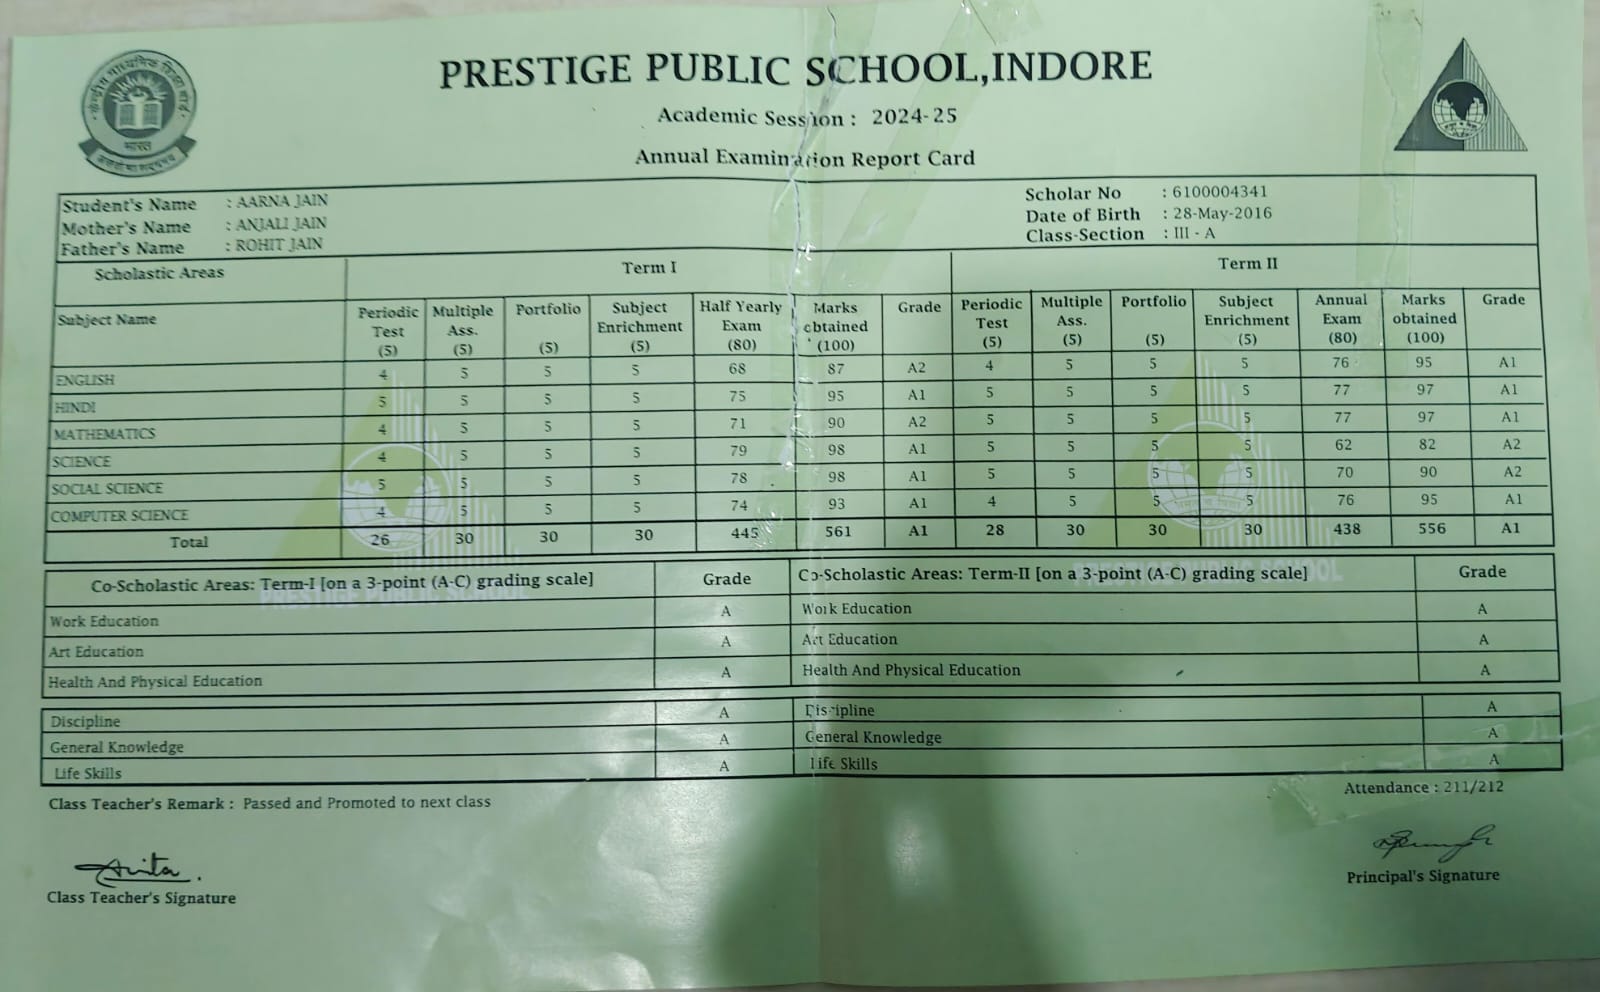 PRESTIGE PUBLIC SCHOOL,INDORE
Academic Session : 2024-25
Annual Examination Report Card
केन्द्रीय माध्यमिक शिक्षा बोर्ड
भारत
Student's Name : AARNA JAIN
Mother's Name : ANJALI JAIN
Father's Name : ROHIT JAIN
Scholar No : 6100004341
Date of Birth : 28-May-2016
Class-Section : III - A
Scholastic Areas Term I Term II
Subject Name Periodic Test (5) Multiple Ass. (5) Portfolio (5) Subject Enrichment (5) Half Yearly Exam (80) Marks obtained (100) Grade Periodic Test (5) Multiple Ass. (5) Portfolio (5) Subject Enrichment (5) Annual Exam (80) Marks obtained (100) Grade
ENGLISH 4 5 5 5 68 87 A2 4 5 5 5 76 95 A1
HINDI 5 5 5 5 75 95 A1 5 5 5 5 77 97 A1
MATHEMATICS 4 5 5 5 71 90 A2 5 5 5 5 77 97 A1
SCIENCE 4 5 5 5 79 98 A1 5 5 5 5 62 82 A2
SOCIAL SCIENCE 5 5 5 5 78 98 A1 5 5 5 5 70 90 A2
COMPUTER SCIENCE 4 5 5 5 74 93 A1 4 5 5 5 76 95 A1
Total 26 30 30 30 445 561 A1 28 30 30 30 438 556 A1
Co-Scholastic Areas: Term-I [on a 3-point (A-C) grading scale] Grade Co-Scholastic Areas: Term-II [on a 3-point (A-C) grading scale] Grade
PRESTIGE PUBLIC SCHOOL PRESTIGE PUBLIC SCHOOL
Work Education A Work Education A
Art Education A Art Education A
Health And Physical Education A Health And Physical Education A
Discipline A Discipline A
General Knowledge A General Knowledge A
Life Skills A Life Skills A
Class Teacher's Remark : Passed and Promoted to next class
Attendance : 211/212
Anita
Class Teacher's Signature
Principal's Signature